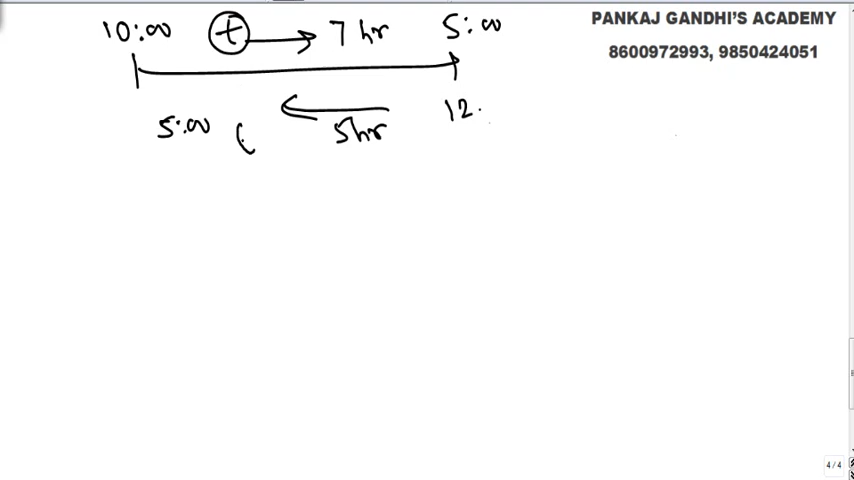 10:00 + 7 hr 5:00
5:00 ( 5hr 12.
PANKAJ GANDHI'S ACADEMY
8600972993, 9850424051
4/4